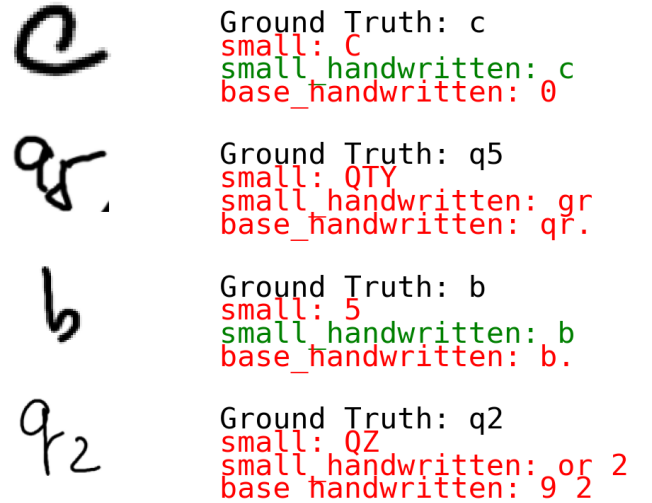 c
Ground Truth: c
small: C
small_handwritten: c
base_handwritten: 0
q5
Ground Truth: q5
small: QTY
small_handwritten: gr
base_handwritten: qr.
b
Ground Truth: b
small: 5
small_handwritten: b
base_handwritten: b.
q2
Ground Truth: q2
small: QZ
small_handwritten: or 2
base_handwritten: 9 2